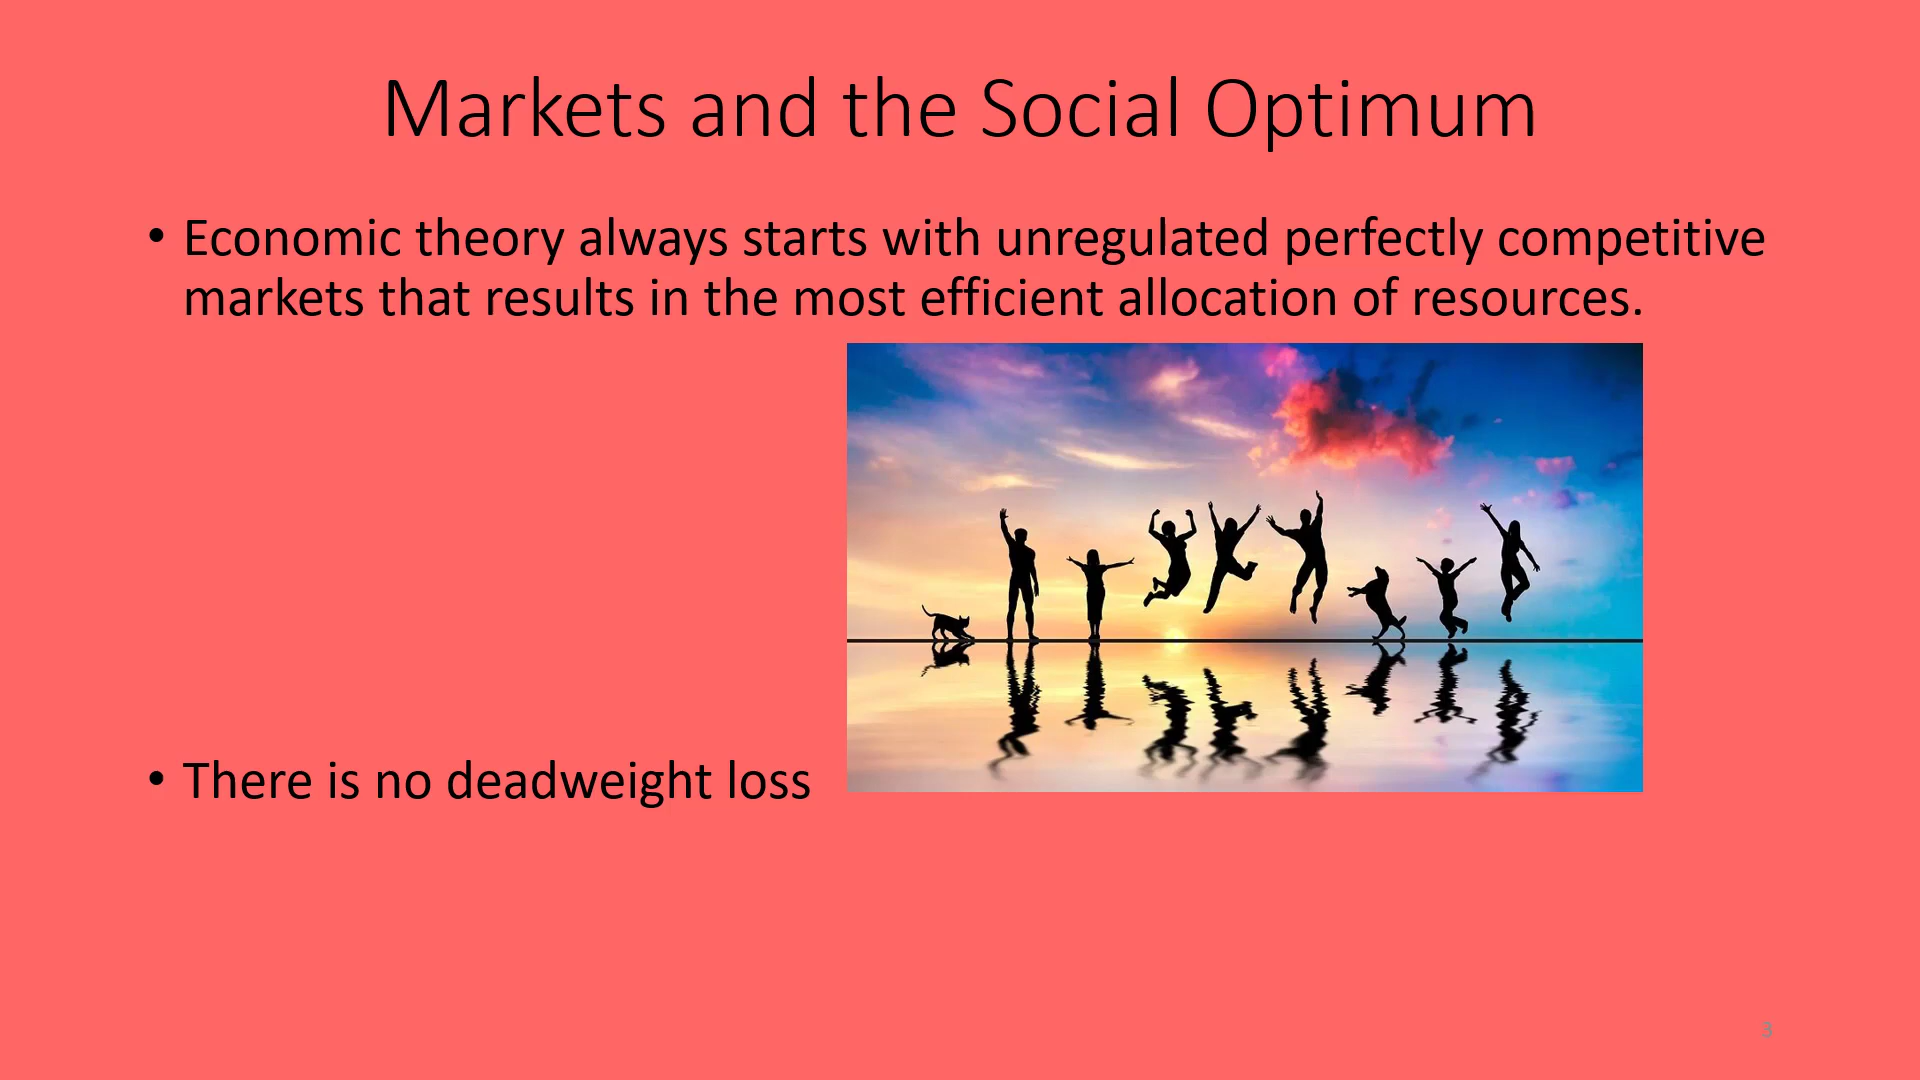 Markets and the Social Optimum
• Economic theory always starts with unregulated perfectly competitive
markets that results in the most efficient allocation of resources.
• There is no deadweight loss
3